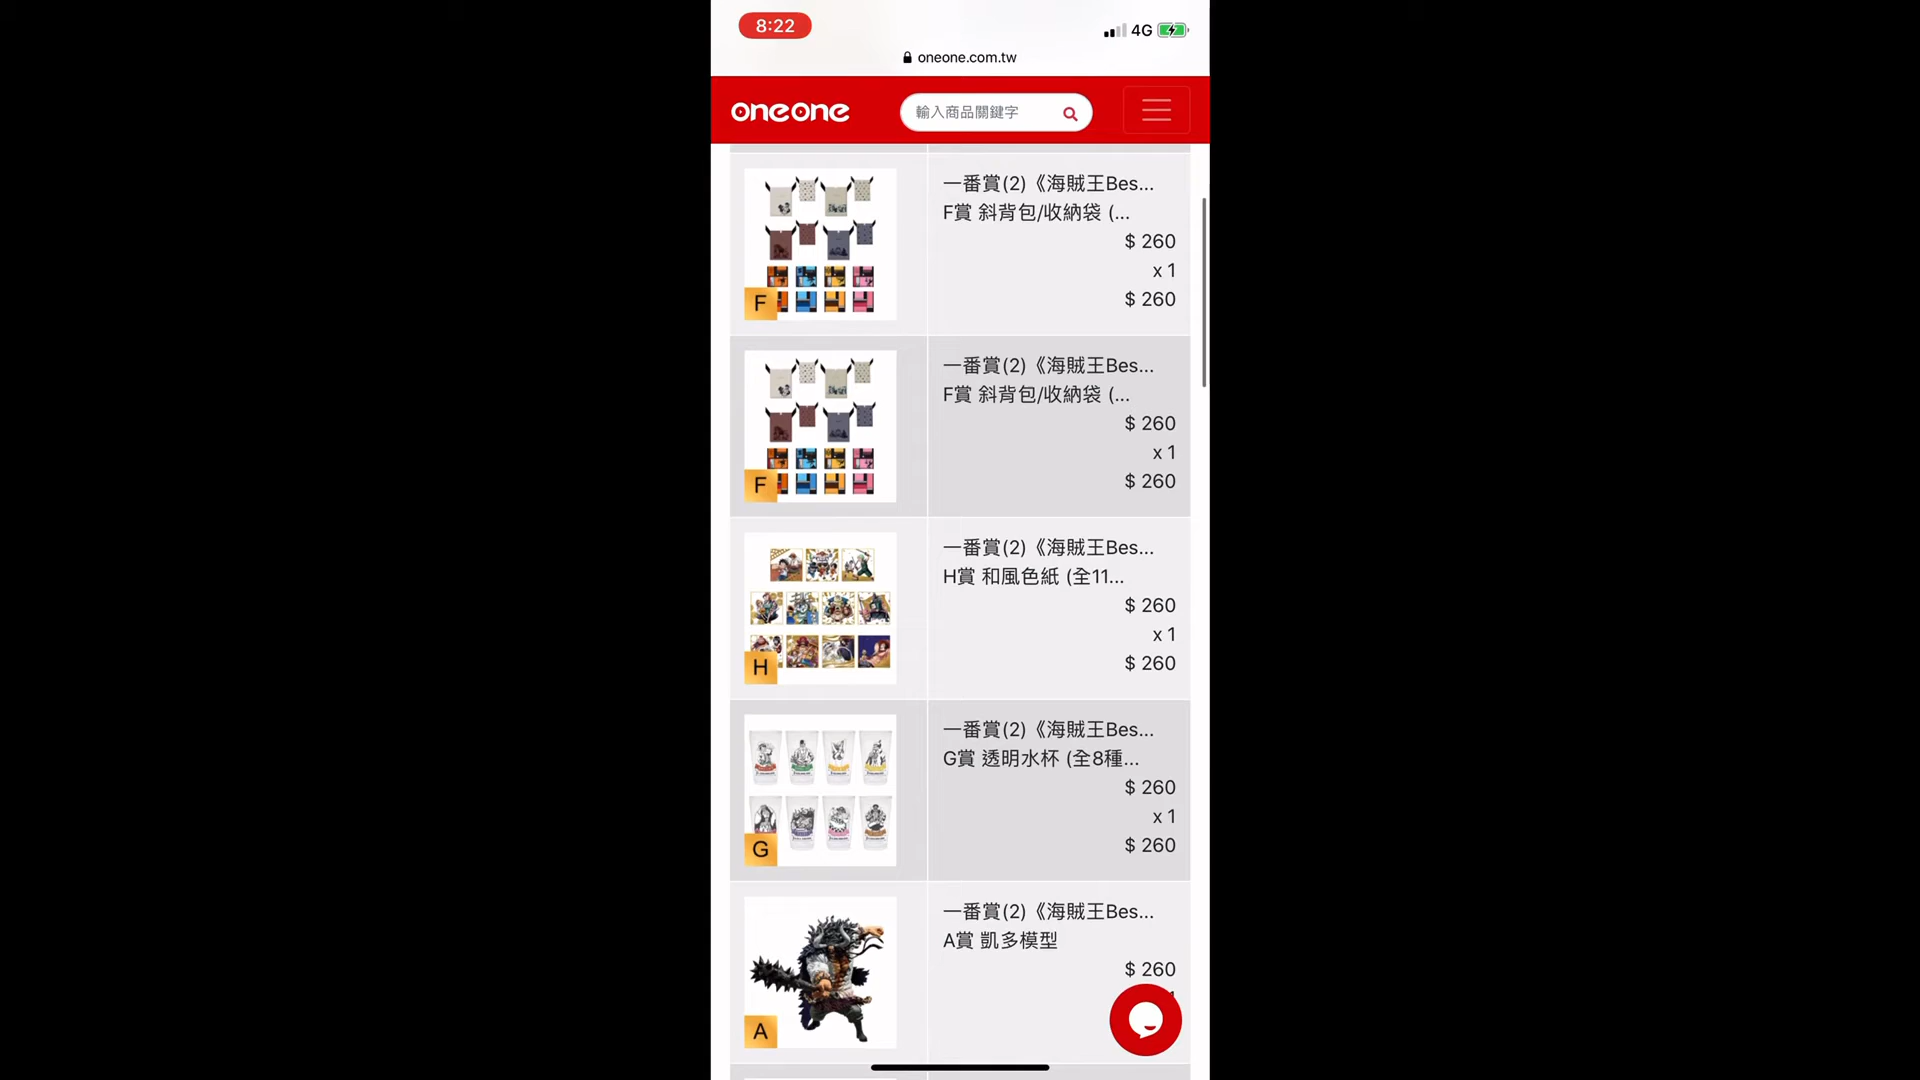 8:22
4G
oneone.com.tw
oneone
輸入商品關鍵字
一番賞(2)《海賊王Bes...
F賞 斜背包/收納袋 (...
$ 260
x 1
$ 260
F
一番賞(2)《海賊王Bes...
F賞 斜背包/收納袋 (...
$ 260
x 1
$ 260
F
一番賞(2)《海賊王Bes...
H賞 和風色紙 (全11...
$ 260
x 1
$ 260
H
一番賞(2)《海賊王Bes...
G賞 透明水杯 (全8種...
$ 260
x 1
$ 260
G
一番賞(2)《海賊王Bes...
A賞 凱多模型
$ 260
A